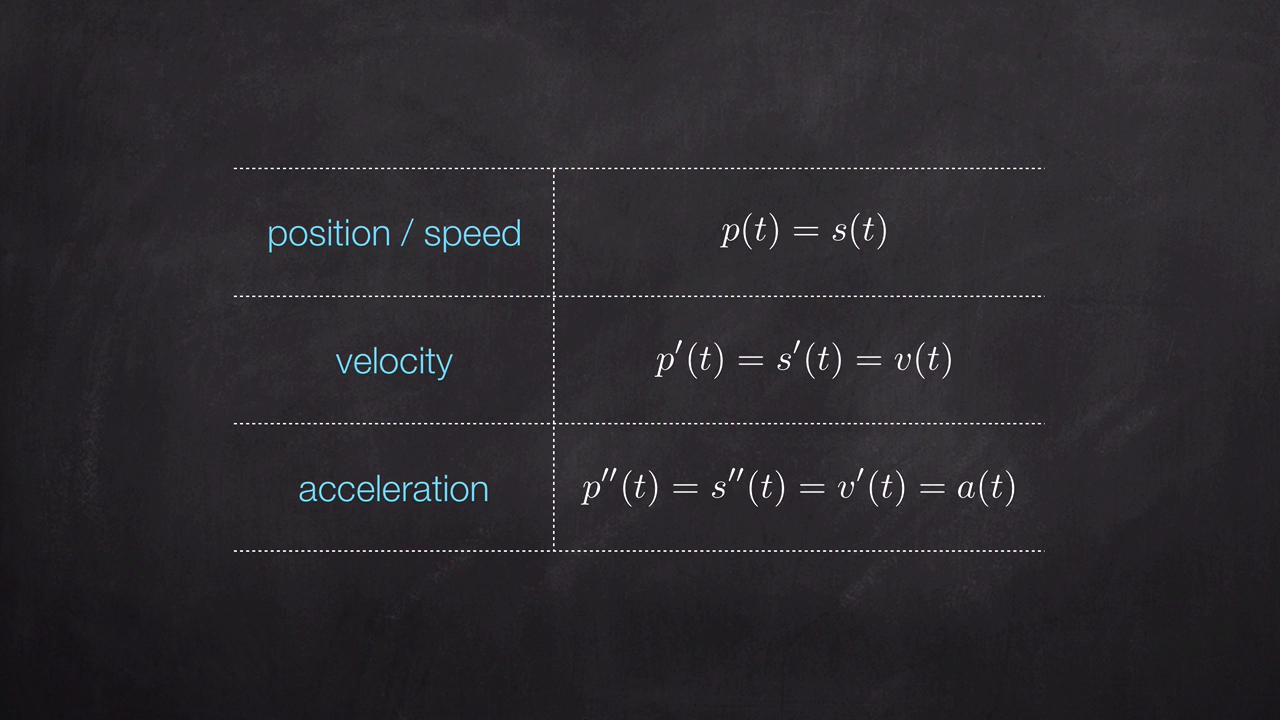 position / speed p(t) = s(t)
velocity p′(t) = s′(t) = v(t)
acceleration p″(t) = s″(t) = v′(t) = a(t)